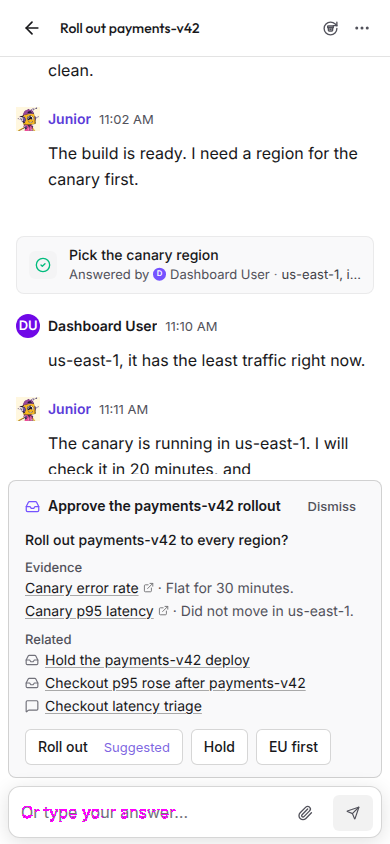 Roll out payments-v42
clean.
Junior 11:02 AM
The build is ready. I need a region for the
canary first.
Pick the canary region
Answered by D Dashboard User · us-east-1, i...
DU Dashboard User 11:10 AM
us-east-1, it has the least traffic right now.
Junior 11:11 AM
The canary is running in us-east-1. I will
check it in 20 minutes, and
Approve the payments-v42 rollout Dismiss
Roll out payments-v42 to every region?
Evidence
Canary error rate · Flat for 30 minutes.
Canary p95 latency · Did not move in us-east-1.
Related
Hold the payments-v42 deploy
Checkout p95 rose after payments-v42
Checkout latency triage
Roll out Suggested Hold EU first
Or type your answer...